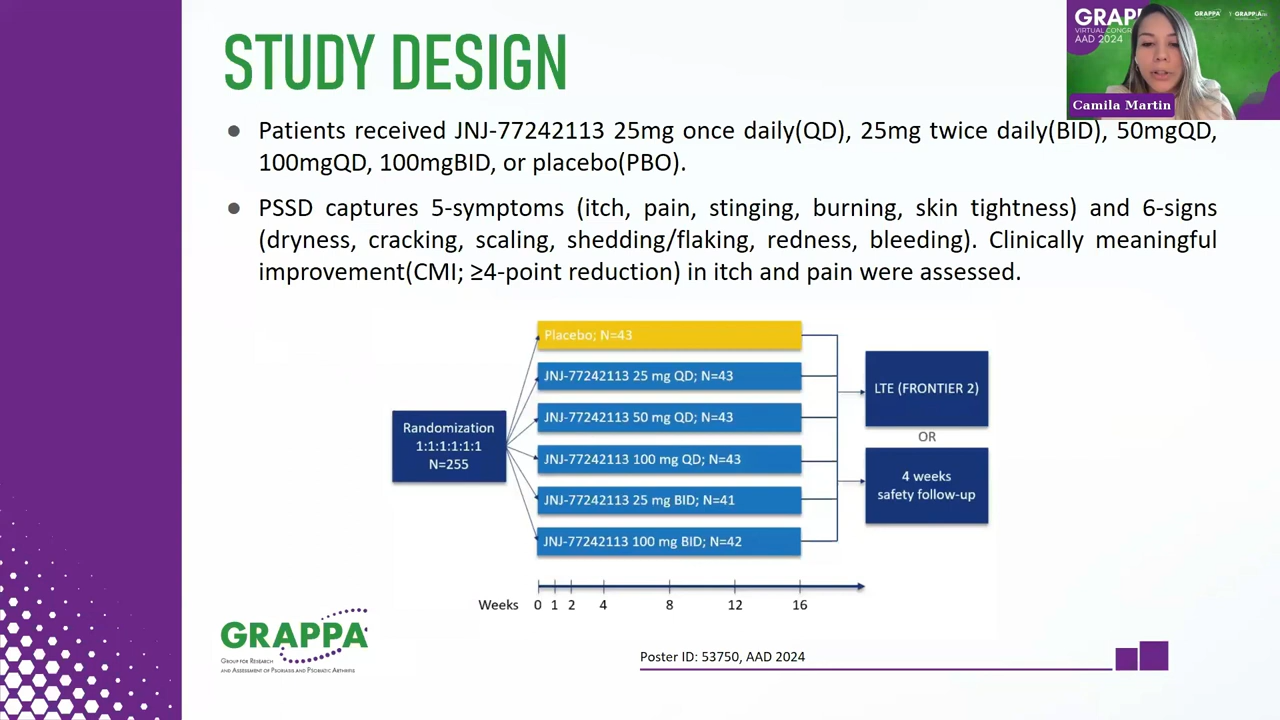 STUDY DESIGN
GRAPPA
VIRTUAL CONGR
AAD 2024
GRAPPA
Camila Martin
● Patients received JNJ-77242113 25mg once daily(QD), 25mg twice daily(BID), 50mgQD,
100mgQD, 100mgBID, or placebo(PBO).
● PSSD captures 5-symptoms (itch, pain, stinging, burning, skin tightness) and 6-signs
(dryness, cracking, scaling, shedding/flaking, redness, bleeding). Clinically meaningful
improvement(CMI; ≥4-point reduction) in itch and pain were assessed.
Placebo; N=43
JNJ-77242113 25 mg QD; N=43
JNJ-77242113 50 mg QD; N=43
JNJ-77242113 100 mg QD; N=43
JNJ-77242113 25 mg BID; N=41
JNJ-77242113 100 mg BID; N=42
Randomization
1:1:1:1:1:1
N=255
LTE (FRONTIER 2)
OR
4 weeks
safety follow-up
Weeks 0 1 2 4 8 12 16
GRAPPA
GROUP FOR RESEARCH
AND ASSESSMENT OF PSORIASIS AND PSORIATIC ARTHRITIS
Poster ID: 53750, AAD 2024